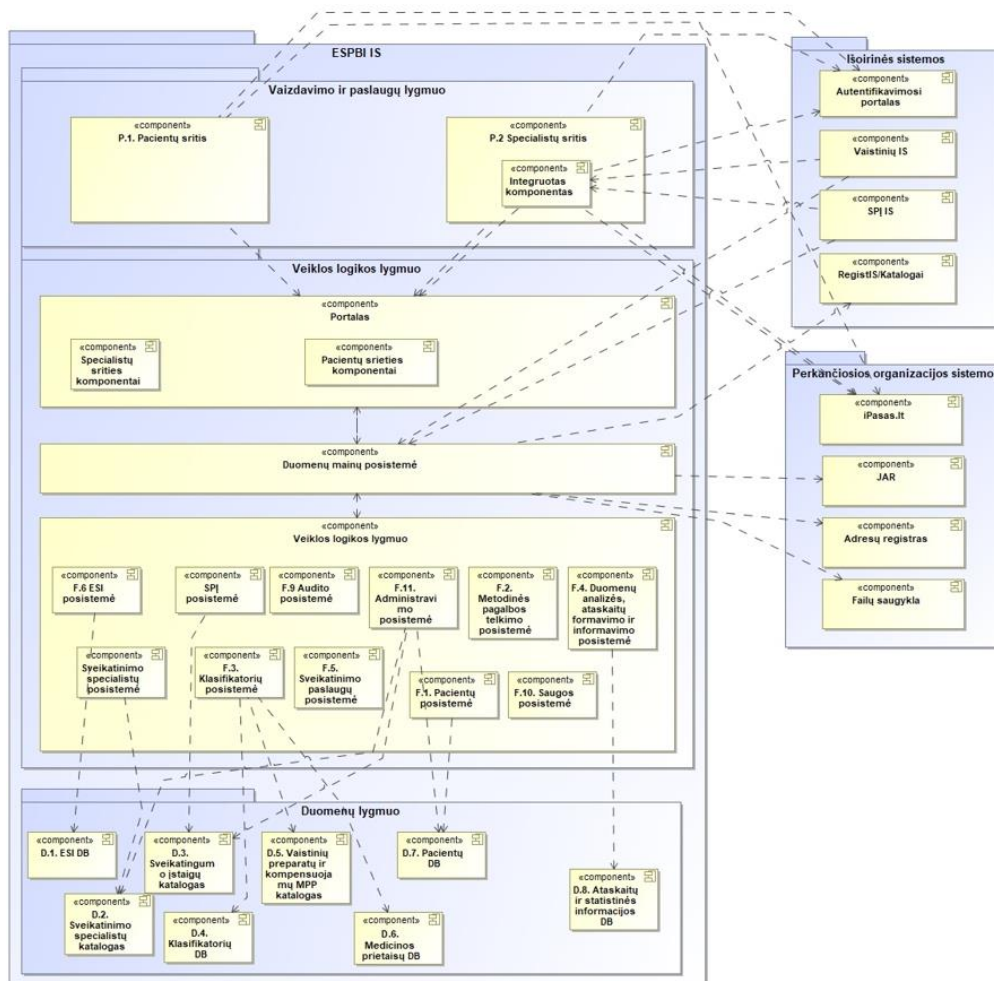 ESPBI IS
Vaizdavimo ir paslaugų lygmuo
«component»
P.1. Pacientų sritis
«component»
P.2 Specialistų sritis
«component»
Integruotas
komponentas
Veiklos logikos lygmuo
«component»
Portalas
«component»
Specialistų
srities
komponentai
«component»
Pacientų srieties
komponentai
«component»
Duomenų mainų posistemė
«component»
Veiklos logikos lygmuo
«component»
F.6 ESI
posistemė
«component»
SPĮ
posistemė
«component»
F.9 Audito
posistemė
«component»
F.11.
Administravi
mo
posistemė
«component»
F.2.
Metodinės
pagalbos
telkimo
posistemė
«component»
F.4. Duomenų
analizės,
ataskaitų
formavimo ir
informavimo
posistemė
«component»
Sveikatinimo
specialistų
posistemė
«component»
F.3.
Klasifikatorių
posistemė
«component»
F.5.
Sveikatinimo
paslaugų
posistemė
«component»
F.1. Pacientų
posistemė
«component»
F.10. Saugos
posistemė
Duomenų lygmuo
«component»
D.1. ESI DB
«component»
D.2.
Sveikatinimo
specialistų
katalogas
«component»
D.3.
Sveikatingum
o įstaigų
katalogas
«component»
D.4.
Klasifikatorių
DB
«component»
D.5. Vaistinių
preparatų ir
kompensuoja
mų MPP
katalogas
«component»
D.6.
Medicinos
prietaisų DB
«component»
D.7. Pacientų
DB
«component»
D.8. Ataskaitų
ir statistinės
informacijos
DB
Išoirinės sistemos
«component»
Autentifikavimosi
portalas
«component»
Vaistinių IS
«component»
SPĮ IS
«component»
RegistIS/Katalogai
Perkančiosios organizacijos sistemos
«component»
iPasas.lt
«component»
JAR
«component»
Adresų registras
«component»
Failų saugykla